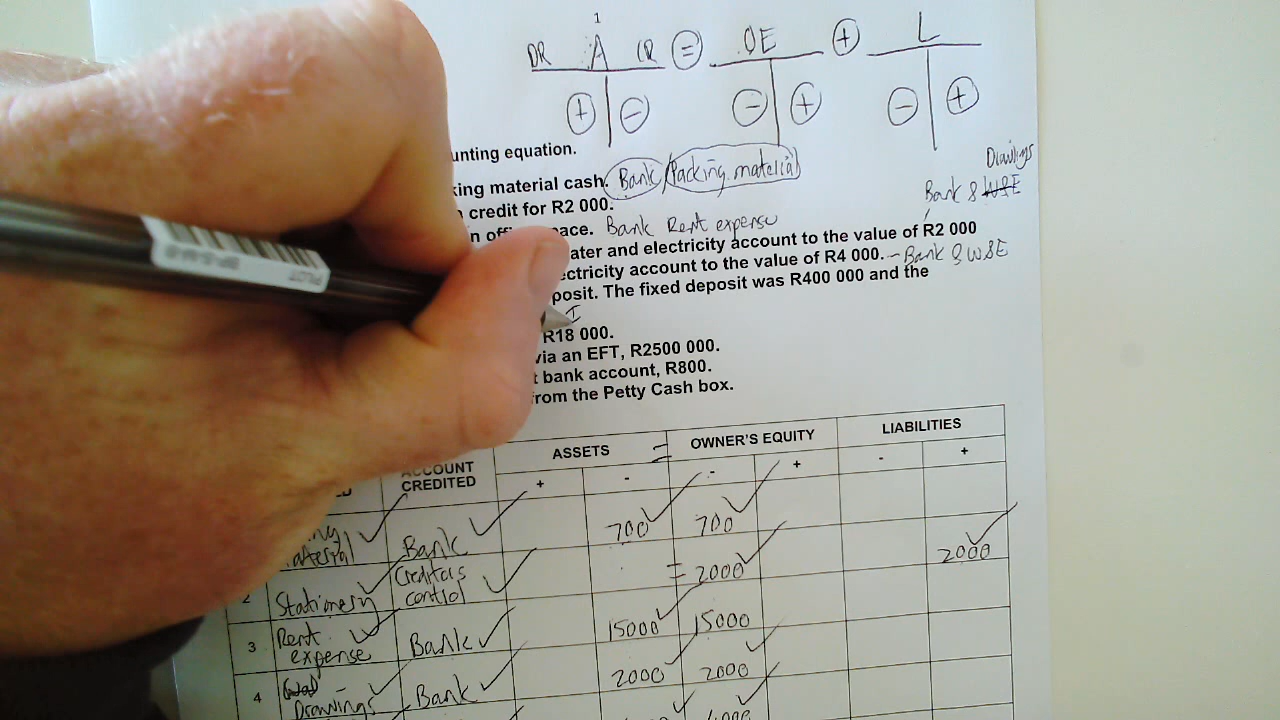 1
DR A CR = OE + L
+ - - + - +
unting equation.
Drawings
king material cash. Bank/Packing material
Bank & WSE
credit for R2 000.
n office ace. Bank Rent expense
ater and electricity account to the value of R2 000
ectricity account to the value of R4 000. - Bank & W&E
posit. The fixed deposit was R400 000 and the
I
R18 000.
via an EFT, R2500 000.
t bank account, R800.
rom the Petty Cash box.
ACCOUNT CREDITED ASSETS = OWNER'S EQUITY LIABILITIES
+ - - + - +
material Bank 700 700
2 Stationery Creditors control = 2000 2000
3 Rent expense Bank 15000 15000
4 Drawings Bank 2000 2000